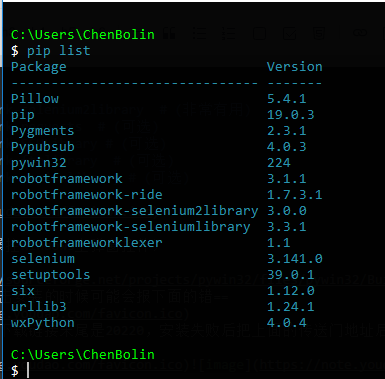 C:\Users\ChenBolin
$ pip list
Package Version
---------------------------- -------
Pillow 5.4.1
pip 19.0.3
Pygments 2.3.1
Pypubsub 4.0.3
pywin32 224
robotframework 3.1.1
robotframework-ride 1.7.3.1
robotframework-selenium2library 3.0.0
robotframework-seleniumlibrary 3.3.1
robotframeworklexer 1.1
selenium 3.141.0
setuptools 39.0.1
six 1.12.0
urllib3 1.24.1
wxPython 4.0.4
C:\Users\ChenBolin
$